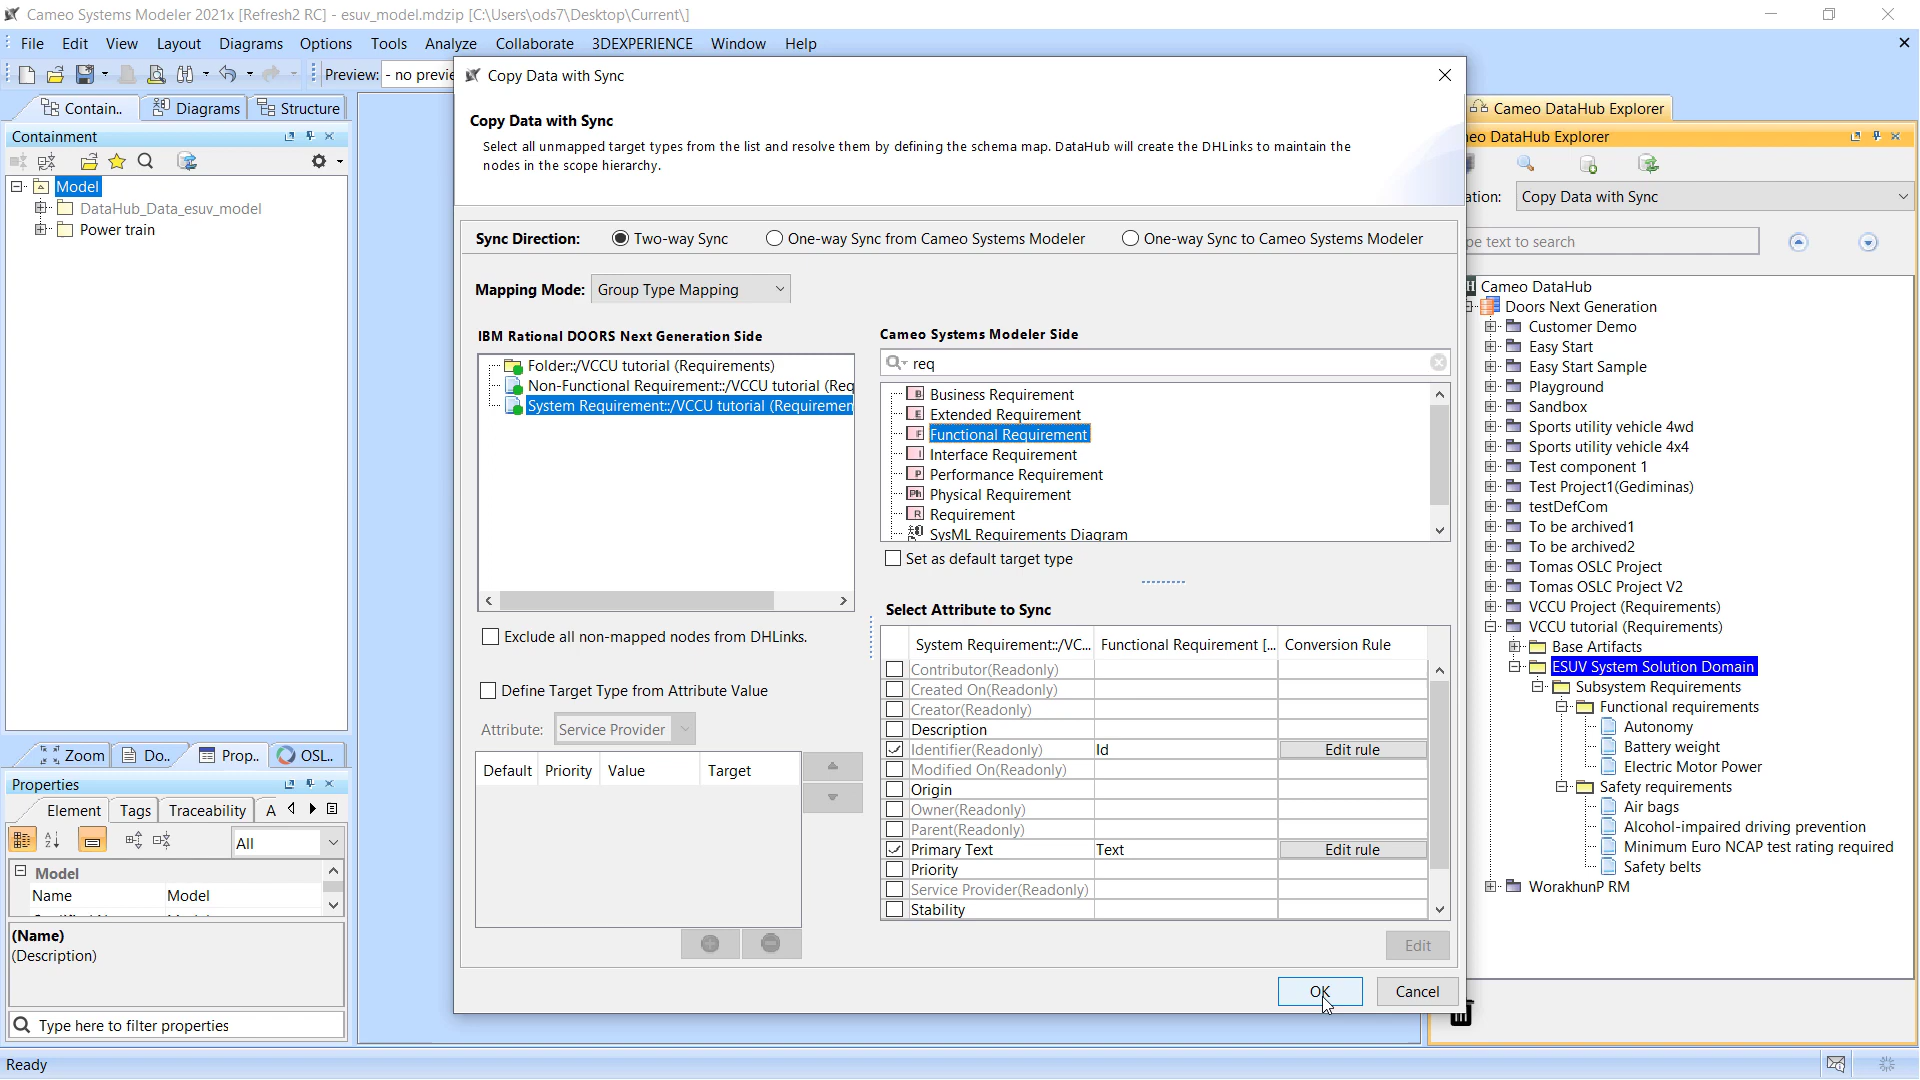 Cameo Systems Modeler 2021x [Refresh2 RC] - esuv_model.mdzip [C:\Users\ods7\Desktop\Current\]
File Edit View Layout Diagrams Options Tools Analyze Collaborate 3DEXPERIENCE Window Help
Preview: - no previe
Contain.. Diagrams Structure
Containment
Model
DataHub_Data_esuv_model
Power train
Zoom Do.. Prop.. OSL..
Properties
Element Tags Traceability A
All
Model
Name Model
(Name)
(Description)
Type here to filter properties
Ready
Copy Data with Sync
Copy Data with Sync
Select all unmapped target types from the list and resolve them by defining the schema map. DataHub will create the DHLinks to maintain the
nodes in the scope hierarchy.
Sync Direction: Two-way Sync One-way Sync from Cameo Systems Modeler One-way Sync to Cameo Systems Modeler
Mapping Mode: Group Type Mapping
IBM Rational DOORS Next Generation Side
Folder:/VCCU tutorial (Requirements)
Non-Functional Requirement::/VCCU tutorial (Req
System Requirement::/VCCU tutorial (Requiremen
Exclude all non-mapped nodes from DHLinks.
Define Target Type from Attribute Value
Attribute: Service Provider
Default Priority Value Target
Cameo Systems Modeler Side
req
B Business Requirement
E Extended Requirement
F Functional Requirement
I Interface Requirement
P Performance Requirement
Ph Physical Requirement
R Requirement
SysML Requirements Diagram
Set as default target type
Select Attribute to Sync
System Requirement::/VC... Functional Requirement [... Conversion Rule
Contributor(Readonly)
Created On(Readonly)
Creator(Readonly)
Description
Identifier(Readonly) Id Edit rule
Modified On(Readonly)
Origin
Owner(Readonly)
Parent(Readonly)
Primary Text Text Edit rule
Priority
Service Provider(Readonly)
Stability
Edit
OK Cancel
Cameo DataHub Explorer
eo DataHub Explorer
ation: Copy Data with Sync
pe text to search
Cameo DataHub
Doors Next Generation
Customer Demo
Easy Start
Easy Start Sample
Playground
Sandbox
Sports utility vehicle 4wd
Sports utility vehicle 4x4
Test component 1
Test Project1(Gediminas)
testDefCom
To be archived1
To be archived2
Tomas OSLC Project
Tomas OSLC Project V2
VCCU Project (Requirements)
VCCU tutorial (Requirements)
Base Artifacts
ESUV System Solution Domain
Subsystem Requirements
Functional requirements
Autonomy
Battery weight
Electric Motor Power
Safety requirements
Air bags
Alcohol-impaired driving prevention
Minimum Euro NCAP test rating required
Safety belts
WorakhunP RM